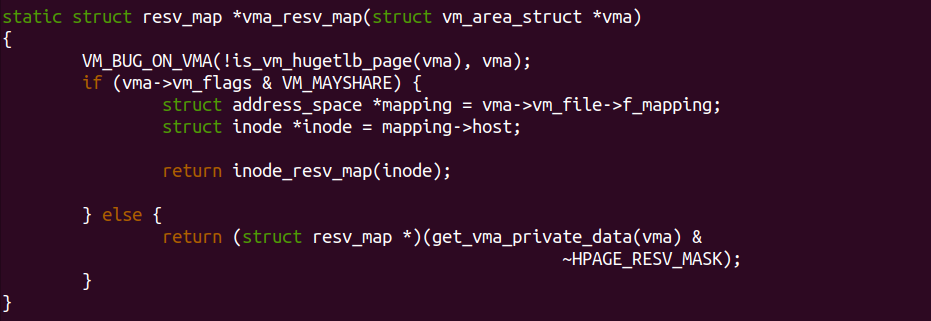 static struct resv_map *vma_resv_map(struct vm_area_struct *vma)
{
        VM_BUG_ON_VMA(!is_vm_hugetlb_page(vma), vma);
        if (vma->vm_flags & VM_MAYSHARE) {
                struct address_space *mapping = vma->vm_file->f_mapping;
                struct inode *inode = mapping->host;

                return inode_resv_map(inode);

        } else {
                return (struct resv_map *)(get_vma_private_data(vma) &
                                                        ~HPAGE_RESV_MASK);
        }
}